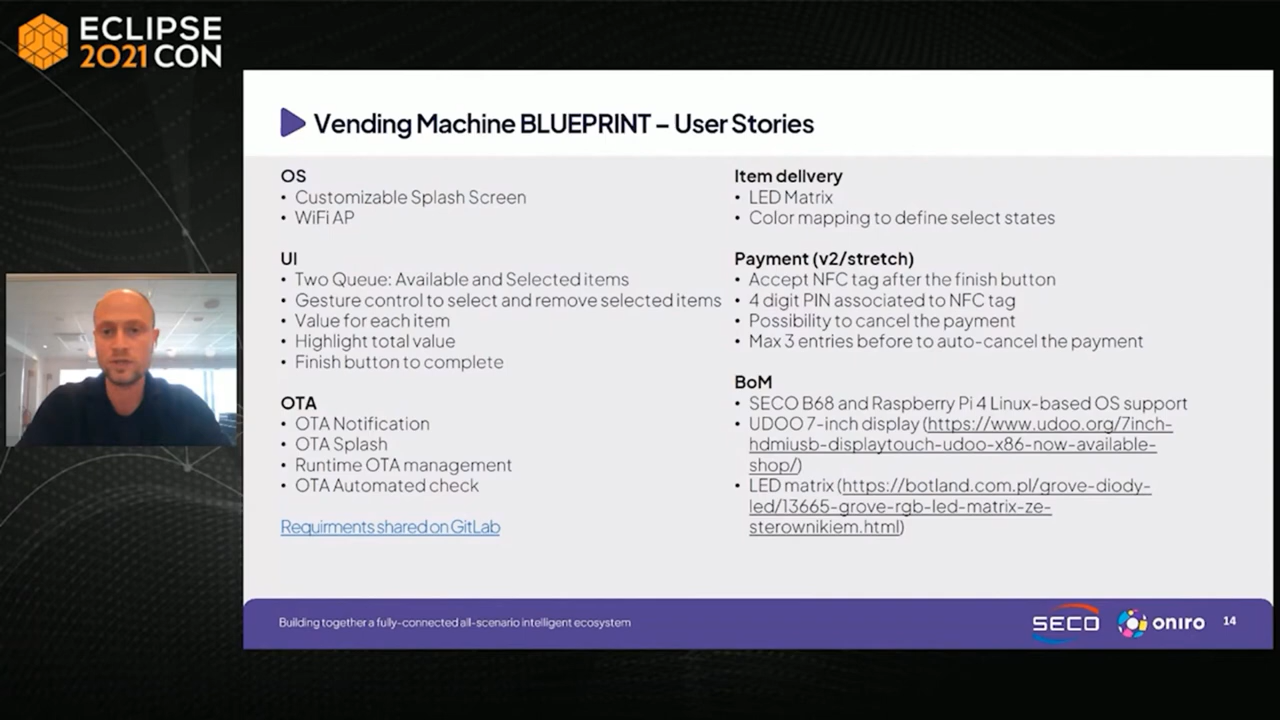 ECLIPSE
2021 CON
Vending Machine BLUEPRINT – User Stories
OS
• Customizable Splash Screen
• WiFi AP
UI
• Two Queue: Available and Selected items
• Gesture control to select and remove selected items
• Value for each item
• Highlight total value
• Finish button to complete
OTA
• OTA Notification
• OTA Splash
• Runtime OTA management
• OTA Automated check
Requirments shared on GitLab
Item delivery
• LED Matrix
• Color mapping to define select states
Payment (v2/stretch)
• Accept NFC tag after the finish button
• 4 digit PIN associated to NFC tag
• Possibility to cancel the payment
• Max 3 entries before to auto-cancel the payment
BoM
• SECO B68 and Raspberry Pi 4 Linux-based OS support
• UDOO 7-inch display (https://www.udoo.org/7inch-
hdmiusb-displaytouch-udoo-x86-now-available-
shop/)
• LED matrix (https://botland.com.pl/grove-diody-
led/13665-grove-rgb-led-matrix-ze-
sterownikiem.html)
Building together a fully-connected all-scenario intelligent ecosystem
SECO
oniro
14